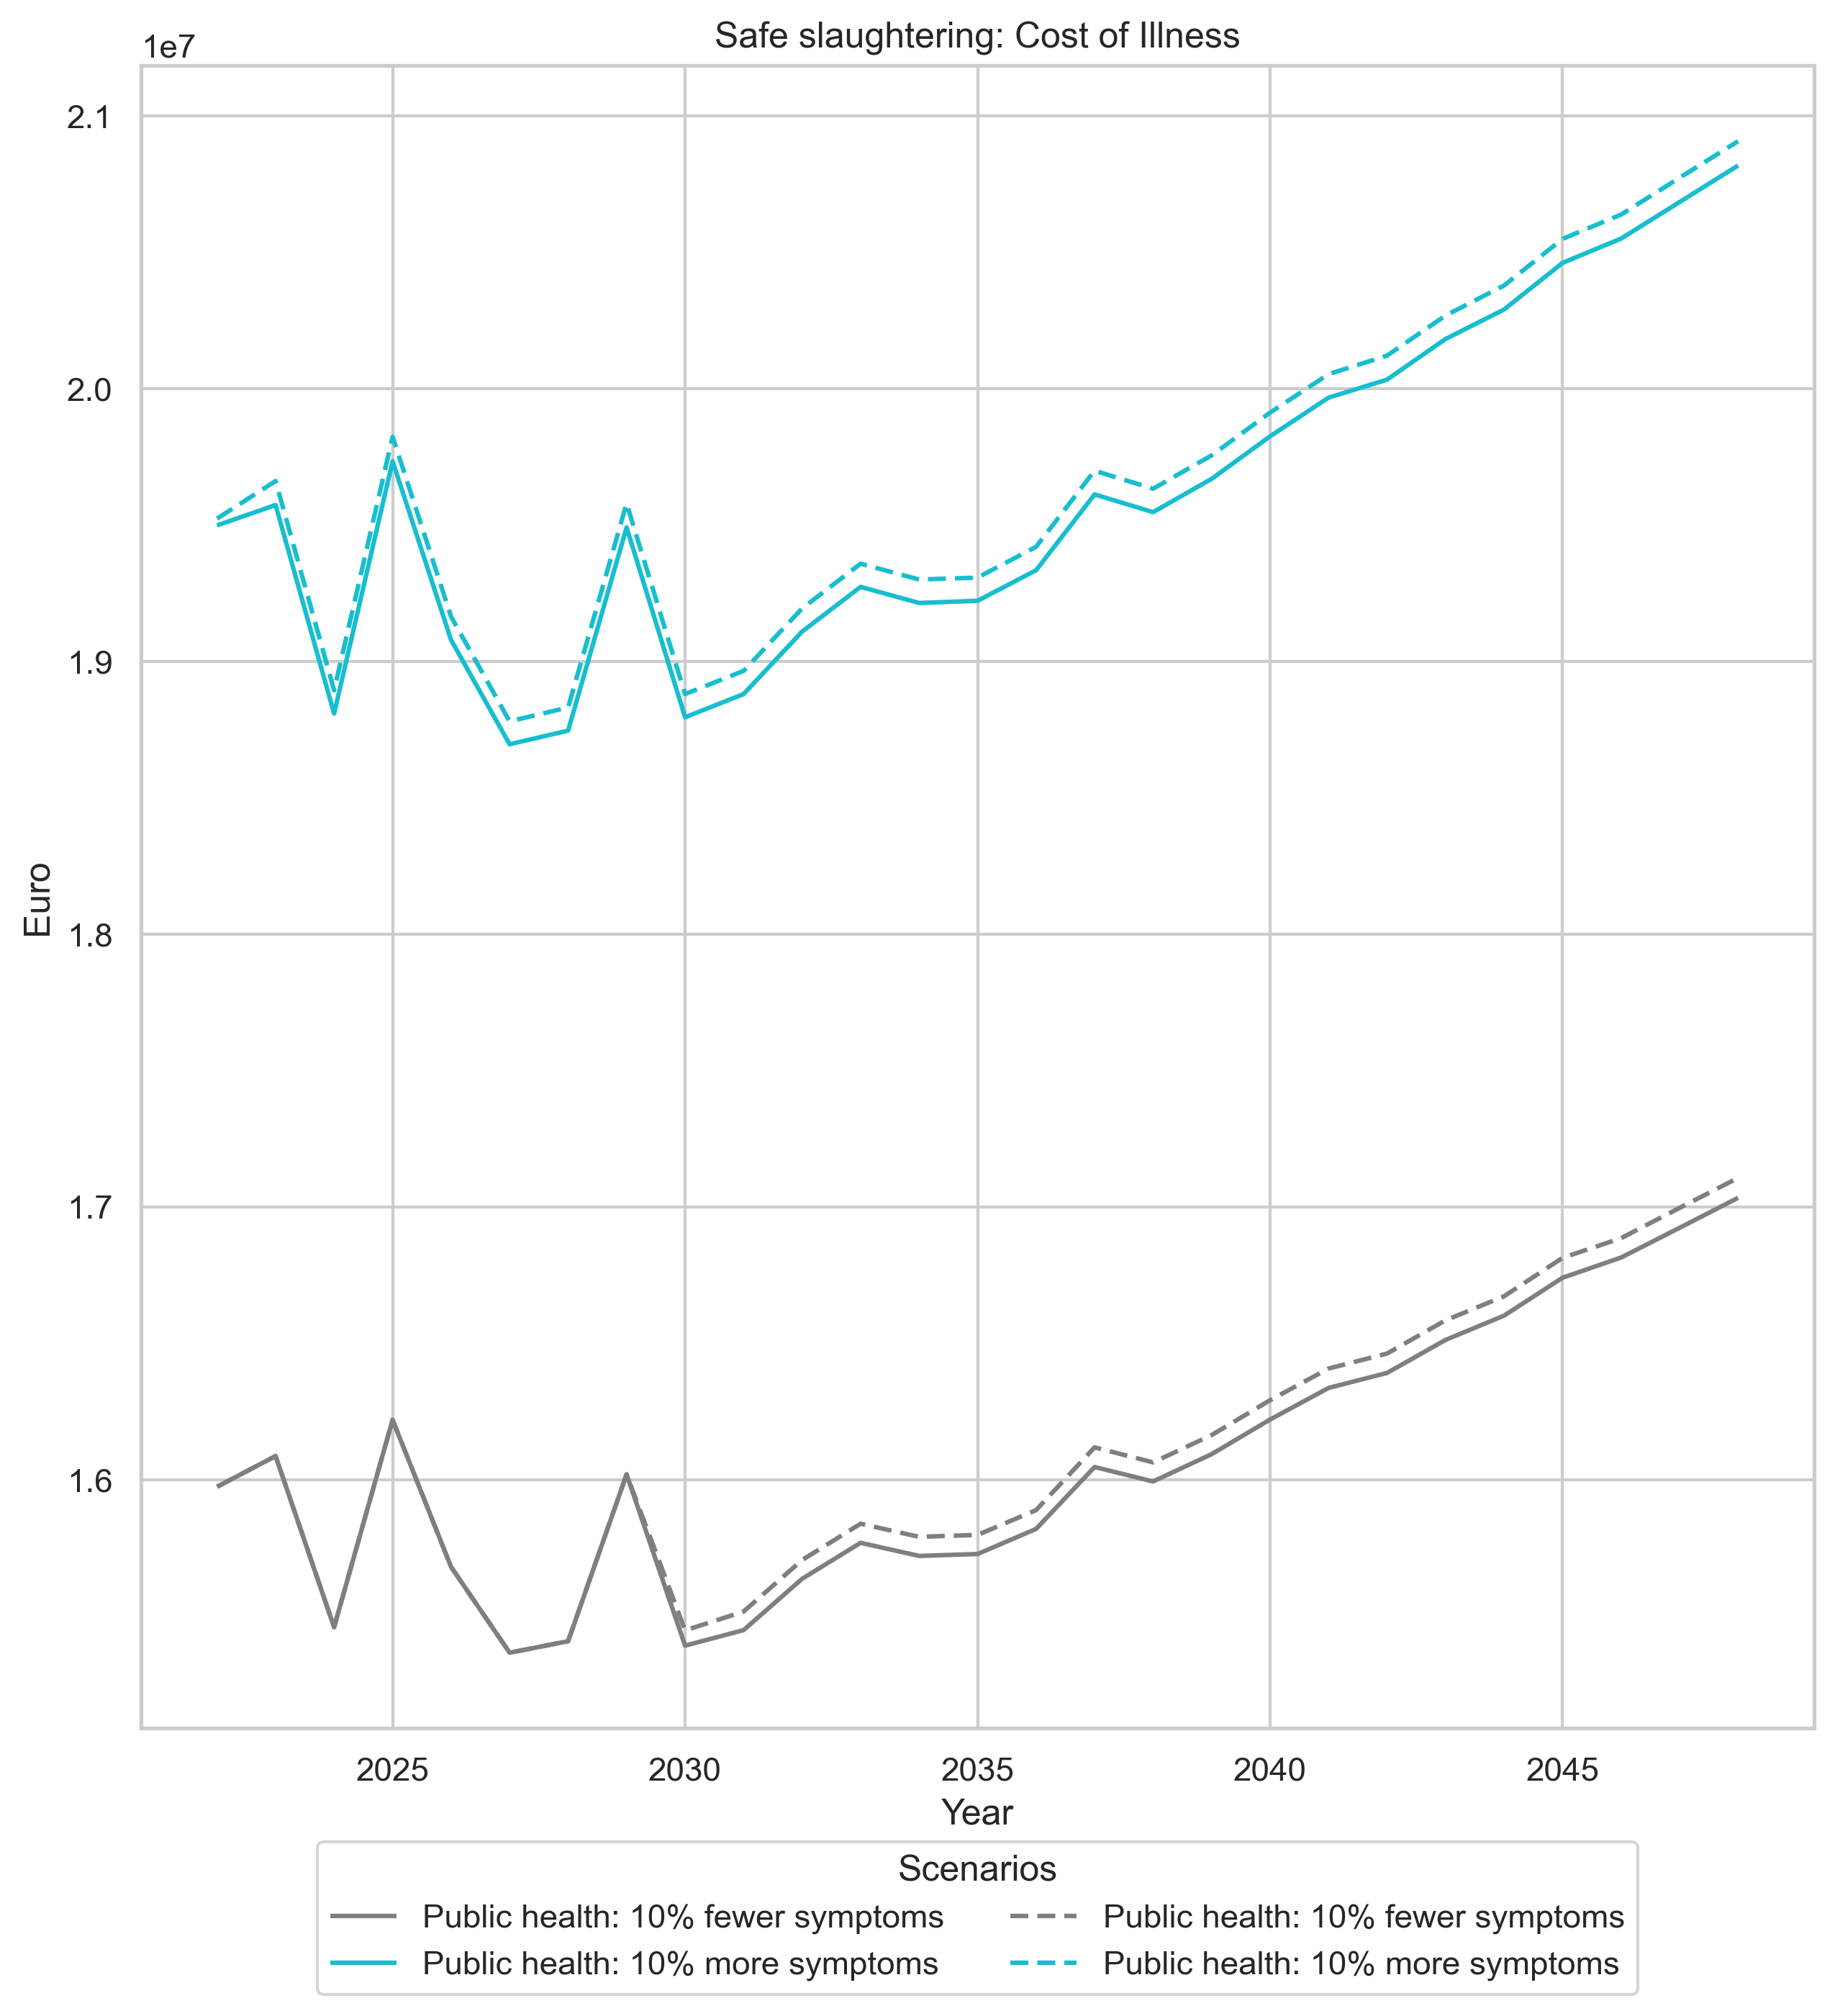 Safe slaughtering: Cost of Illness
1e7
2.1
2.0
1.9
1.8
1.7
1.6
Euro
2025 2030 2035 2040 2045
Year
Scenarios
Public health: 10% fewer symptoms Public health: 10% fewer symptoms
Public health: 10% more symptoms Public health: 10% more symptoms